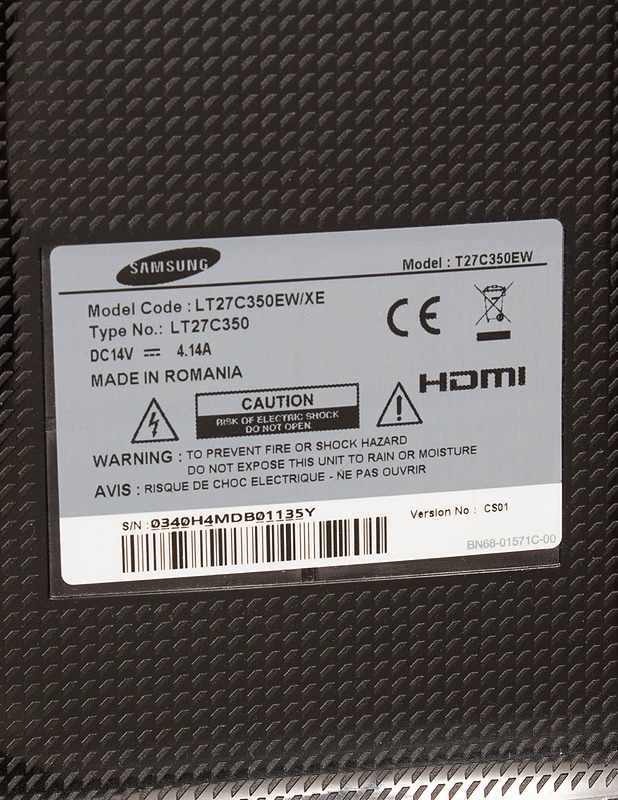 SAMSUNG
Model : T27C350EW
Model Code : LT27C350EW/XE
Type No.: LT27C350
DC14V 4.14A
MADE IN ROMANIA
CE
HDMI
CAUTION
RISK OF ELECTRIC SHOCK
DO NOT OPEN
WARNING : TO PREVENT FIRE OR SHOCK HAZARD
DO NOT EXPOSE THIS UNIT TO RAIN OR MOISTURE
AVIS : RISQUE DE CHOC ELECTRIQUE - NE PAS OUVRIR
S/N : 0340H4MDB01135Y
Version No : CS01
BN68-01571C-00